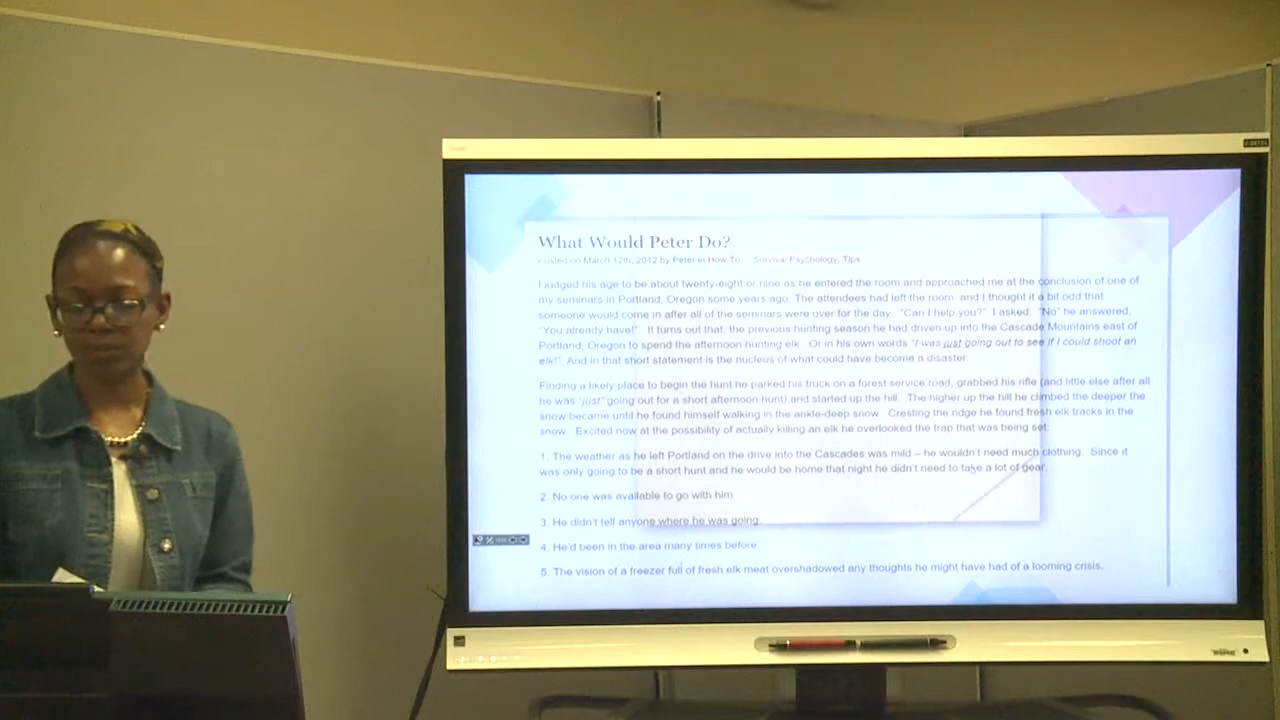 What Would Peter Do?
Posted on March 12th, 2012 by Peter in How To Survival Psychology, Tips
I judged his age to be about twenty-eight or nine as he entered the room and approached me at the conclusion of one of
my seminars in Portland, Oregon some years ago. The attendees had left the room and I thought it a bit odd that
someone would come in after all of the seminars were over for the day. "Can I help you?" I asked. "No" he answered,
"You already have!" It turns out that, the previous hunting season he had driven up into the Cascade Mountains east of
Portland, Oregon to spend the afternoon hunting elk. Or in his own words "I was just going out to see if I could shoot an
elk!" And in that short statement is the nucleus of what could have become a disaster.
Finding a likely place to begin the hunt he parked his truck on a forest service road, grabbed his rifle (and little else after all
he was "just" going out for a short afternoon hunt) and started up the hill. The higher up the hill he climbed the deeper the
snow became until he found himself walking in the ankle-deep snow. Cresting the ridge he found fresh elk tracks in the
snow. Excited now at the possibility of actually killing an elk he overlooked the trap that was being set:
1. The weather as he left Portland on the drive into the Cascades was mild – he wouldn't need much clothing. Since it
was only going to be a short hunt and he would be home that night he didn't need to take a lot of gear.
2. No one was available to go with him
3. He didn't tell anyone where he was going.
4. He'd been in the area many times before.
5. The vision of a freezer full of fresh elk meat overshadowed any thoughts he might have had of a looming crisis.